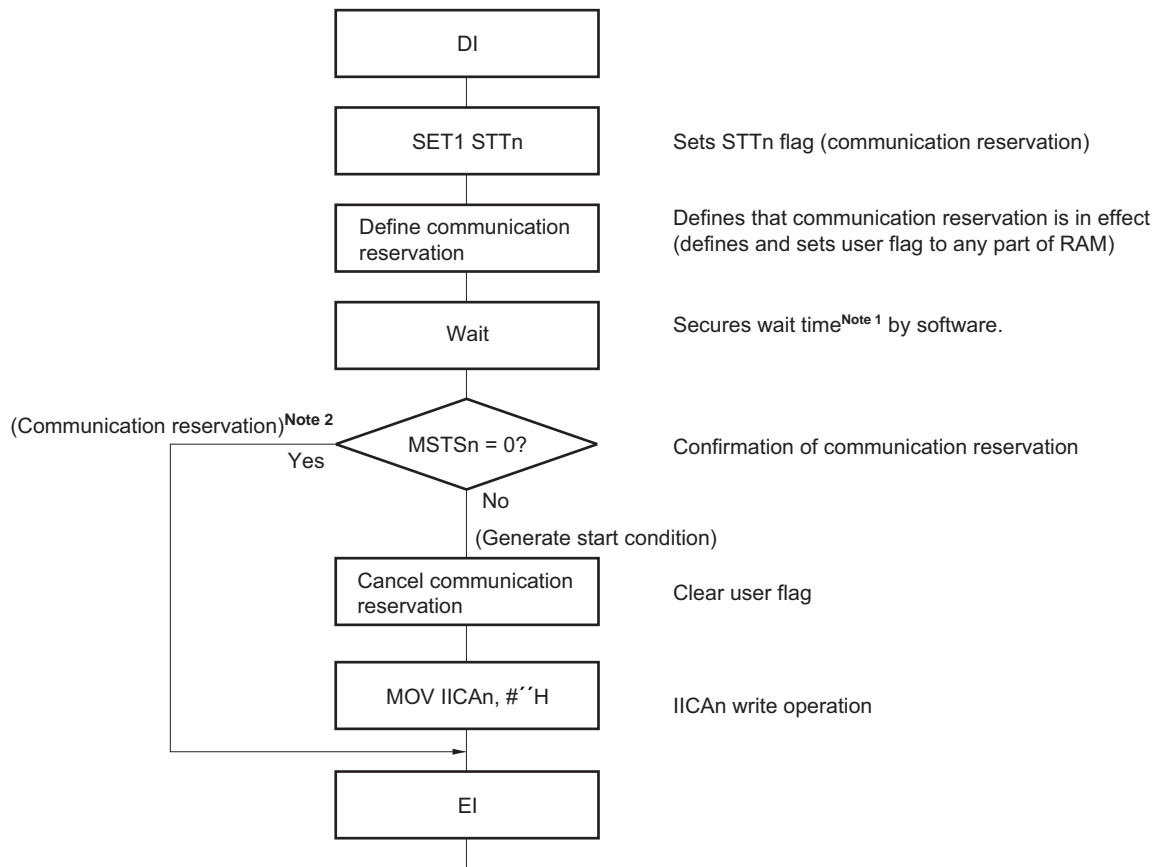 DI
SET1 STTn
Sets STTn flag (communication reservation)
Define communication
reservation
Defines that communication reservation is in effect
(defines and sets user flag to any part of RAM)
Wait
Secures wait timeNote 1 by software.
(Communication reservation)Note 2
MSTSn = 0?
Confirmation of communication reservation
Yes
No
(Generate start condition)
Cancel communication
reservation
Clear user flag
MOV IICAn, #´´H
IICAn write operation
EI